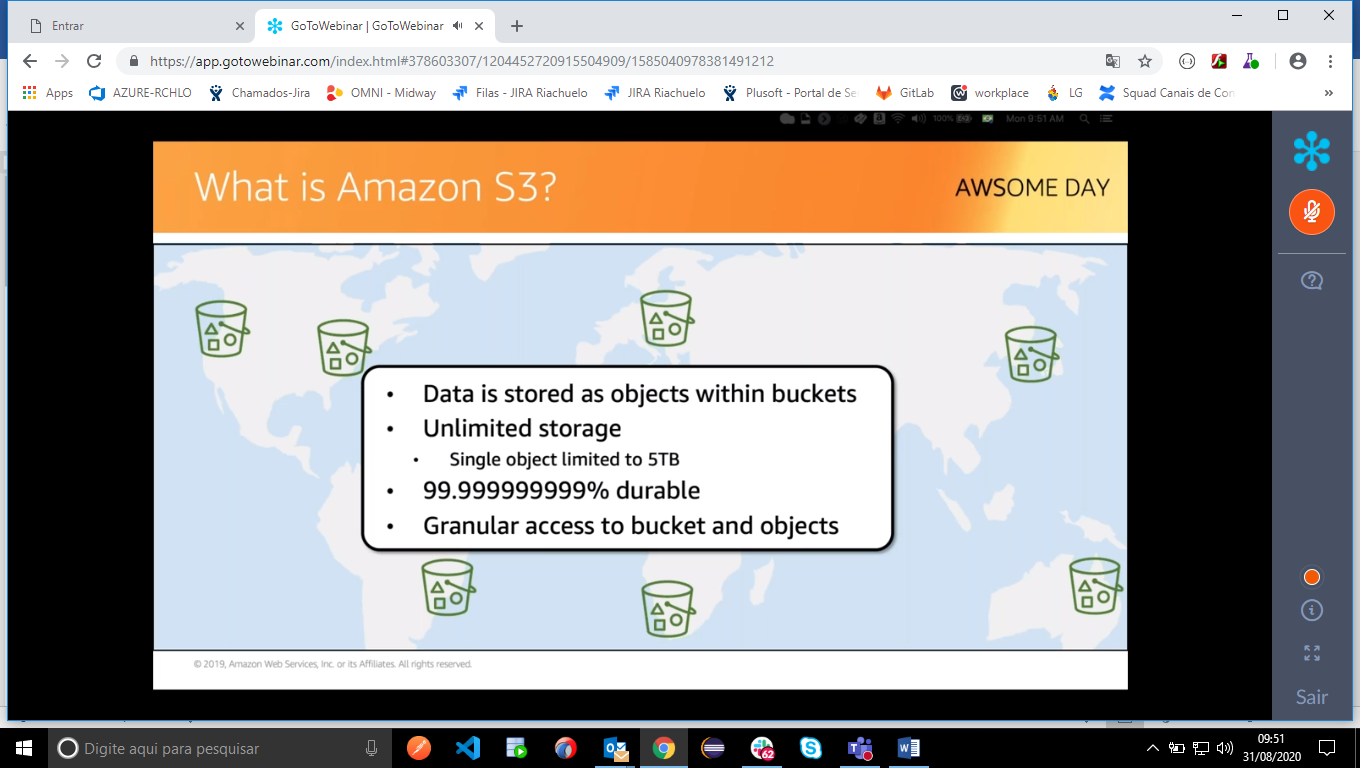 Entrar
GoToWebinar | GoToWebinar
https://app.gotowebinar.com/index.html#378603307/1204452720915504909/1585040978381491212
Apps
AZURE-RCHLO
Chamados-Jira
OMNI - Midway
Filas - JIRA Riachuelo
JIRA Riachuelo
Plusoft - Portal de Se
GitLab
workplace
LG
Squad Canais de Con
100%
Mon 9:51 AM
What is Amazon S3?
AWSOME DAY
• Data is stored as objects within buckets
• Unlimited storage
• Single object limited to 5TB
• 99.999999999% durable
• Granular access to bucket and objects
© 2019, Amazon Web Services, Inc. or its Affiliates. All rights reserved.
Sair
Digite aqui para pesquisar
62
09:51
31/08/2020